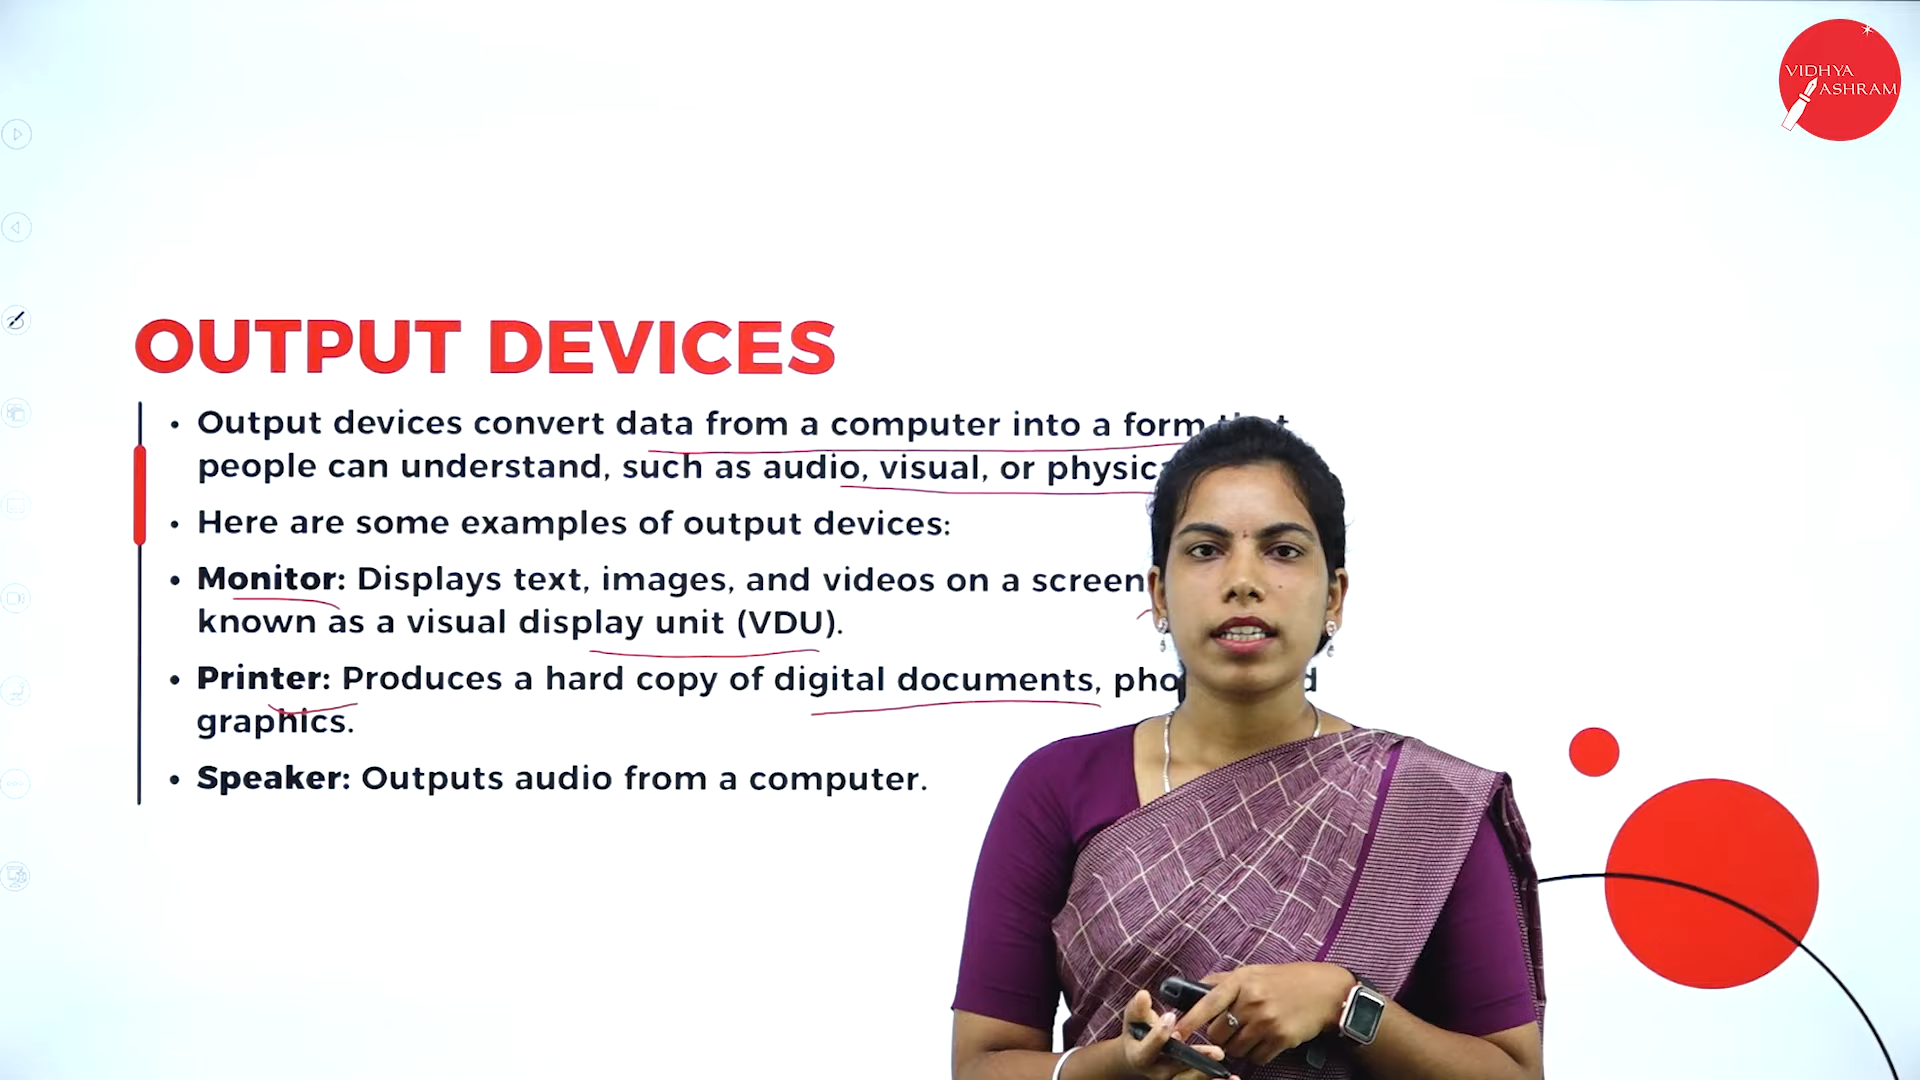 VIDHYA
ASHRAM
OUTPUT DEVICES
• Output devices convert data from a computer into a form that
people can understand, such as audio, visual, or
• Here are some examples of output devices:
• Monitor: Displays text, images, and videos on a screen
known as a visual display unit (VDU).
• Printer: Produces a hard copy of digital documents,
graphics.
• Speaker: Outputs audio from a computer.